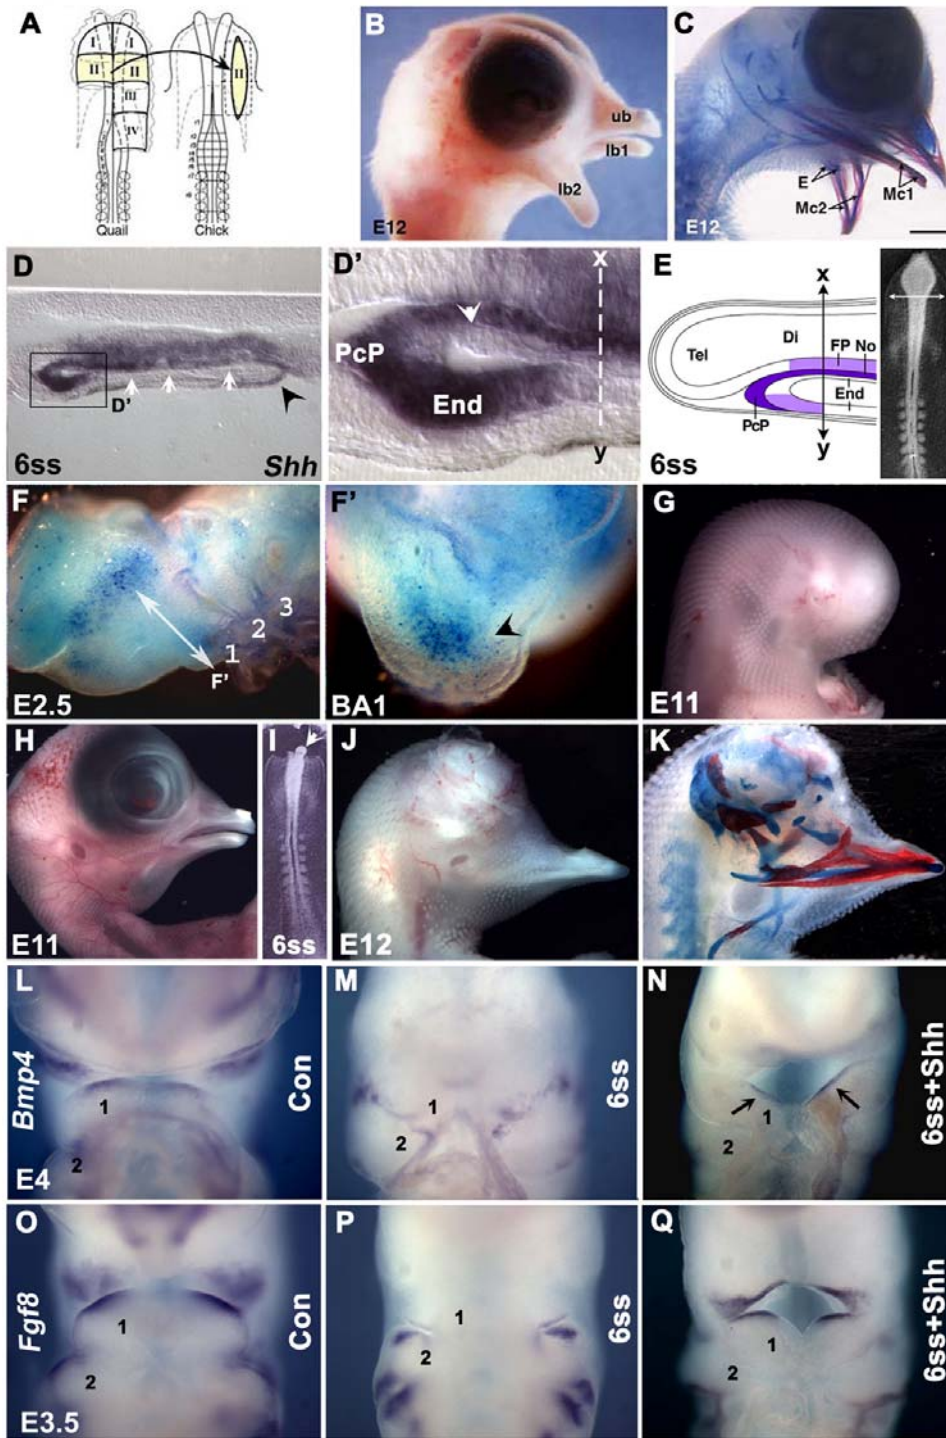 A
I
I
II
II
II
III
IV
Quail
Chick
B
ub
lb1
lb2
E12
C
E
Mc2
Mc1
E12
D
D'
6ss
Shh
D'
x
PcP
End
y
E
x
Di
Tel
FP
No
End
PcP
y
6ss
F
3
2
1
F'
E2.5
F'
BA1
G
E11
H
E11
I
6ss
J
E12
K
L
Bmp4
1
2
Con
E4
M
1
2
6ss
N
1
2
6ss+Shh
O
Fgf8
1
2
Con
E3.5
P
1
2
6ss
Q
1
2
6ss+Shh